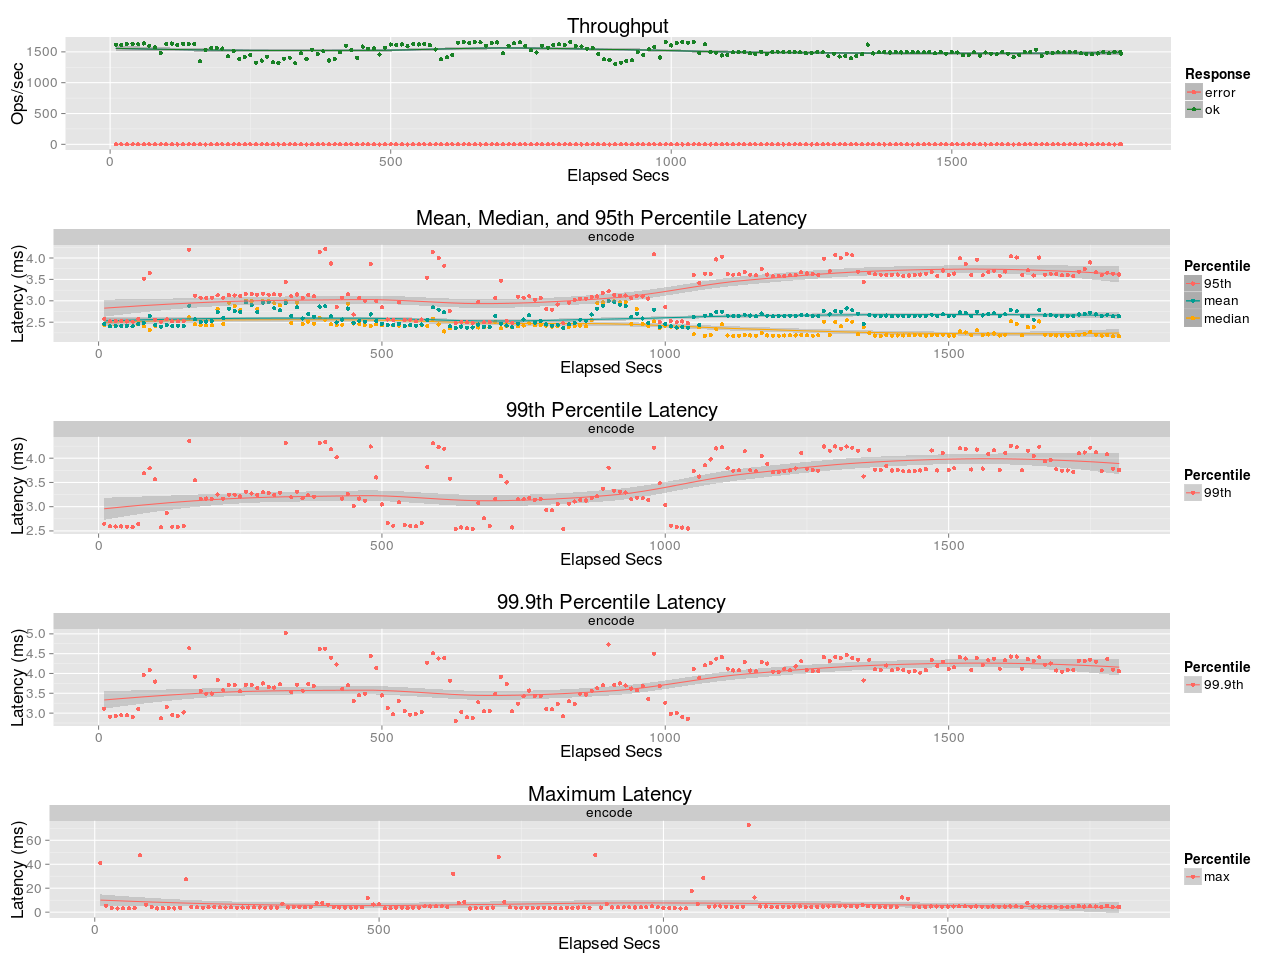 Throughput
Ops/sec
1500
1000
500
0
0 500 1000 1500
Elapsed Secs
Response
error
ok
Mean, Median, and 95th Percentile Latency
encode
Latency (ms)
4.0
3.5
3.0
2.5
0 500 1000 1500
Elapsed Secs
Percentile
95th
mean
median
99th Percentile Latency
encode
Latency (ms)
4.0
3.5
3.0
2.5
0 500 1000 1500
Elapsed Secs
Percentile
99th
99.9th Percentile Latency
encode
Latency (ms)
5.0
4.5
4.0
3.5
3.0
0 500 1000 1500
Elapsed Secs
Percentile
99.9th
Maximum Latency
encode
Latency (ms)
60
40
20
0
0 500 1000 1500
Elapsed Secs
Percentile
max